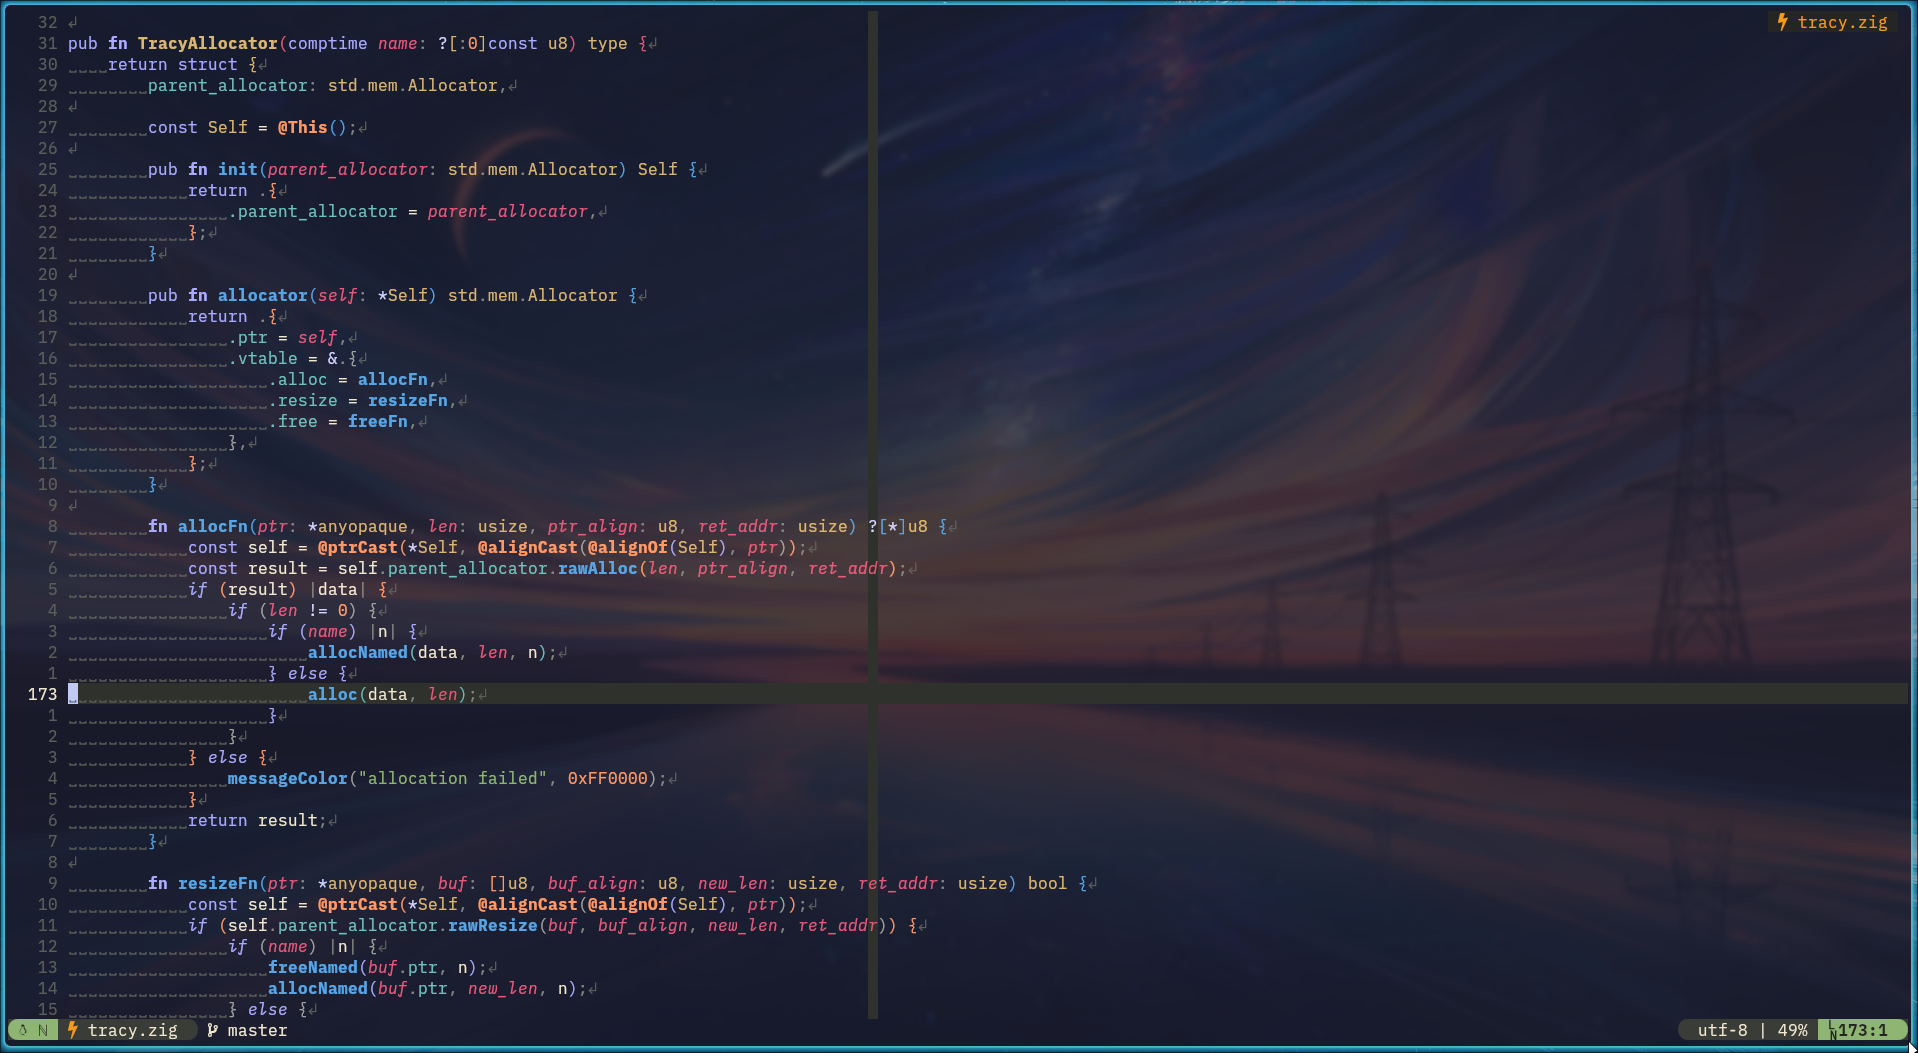 tracy.zig
32
31 pub fn TracyAllocator(comptime name: ?[:0]const u8) type {
30     return struct {
29         parent_allocator: std.mem.Allocator,
28
27         const Self = @This();
26
25         pub fn init(parent_allocator: std.mem.Allocator) Self {
24             return .{
23                 .parent_allocator = parent_allocator,
22             };
21         }
20
19         pub fn allocator(self: *Self) std.mem.Allocator {
18             return .{
17                 .ptr = self,
16                 .vtable = &.{
15                     .alloc = allocFn,
14                     .resize = resizeFn,
13                     .free = freeFn,
12                 },
11             };
10         }
9
8         fn allocFn(ptr: *anyopaque, len: usize, ptr_align: u8, ret_addr: usize) ?[*]u8 {
7             const self = @ptrCast(*Self, @alignCast(@alignOf(Self), ptr));
6             const result = self.parent_allocator.rawAlloc(len, ptr_align, ret_addr);
5             if (result) |data| {
4                 if (len != 0) {
3                     if (name) |n| {
2                         allocNamed(data, len, n);
1                     } else {
173                         alloc(data, len);
1                     }
2                 }
3             } else {
4                 messageColor("allocation failed", 0xFF0000);
5             }
6             return result;
7         }
8
9         fn resizeFn(ptr: *anyopaque, buf: []u8, buf_align: u8, new_len: usize, ret_addr: usize) bool {
10             const self = @ptrCast(*Self, @alignCast(@alignOf(Self), ptr));
11             if (self.parent_allocator.rawResize(buf, buf_align, new_len, ret_addr)) {
12                 if (name) |n| {
13                     freeNamed(buf.ptr, n);
14                     allocNamed(buf.ptr, new_len, n);
15                 } else {
N tracy.zig master utf-8 | 49% LN 173:1